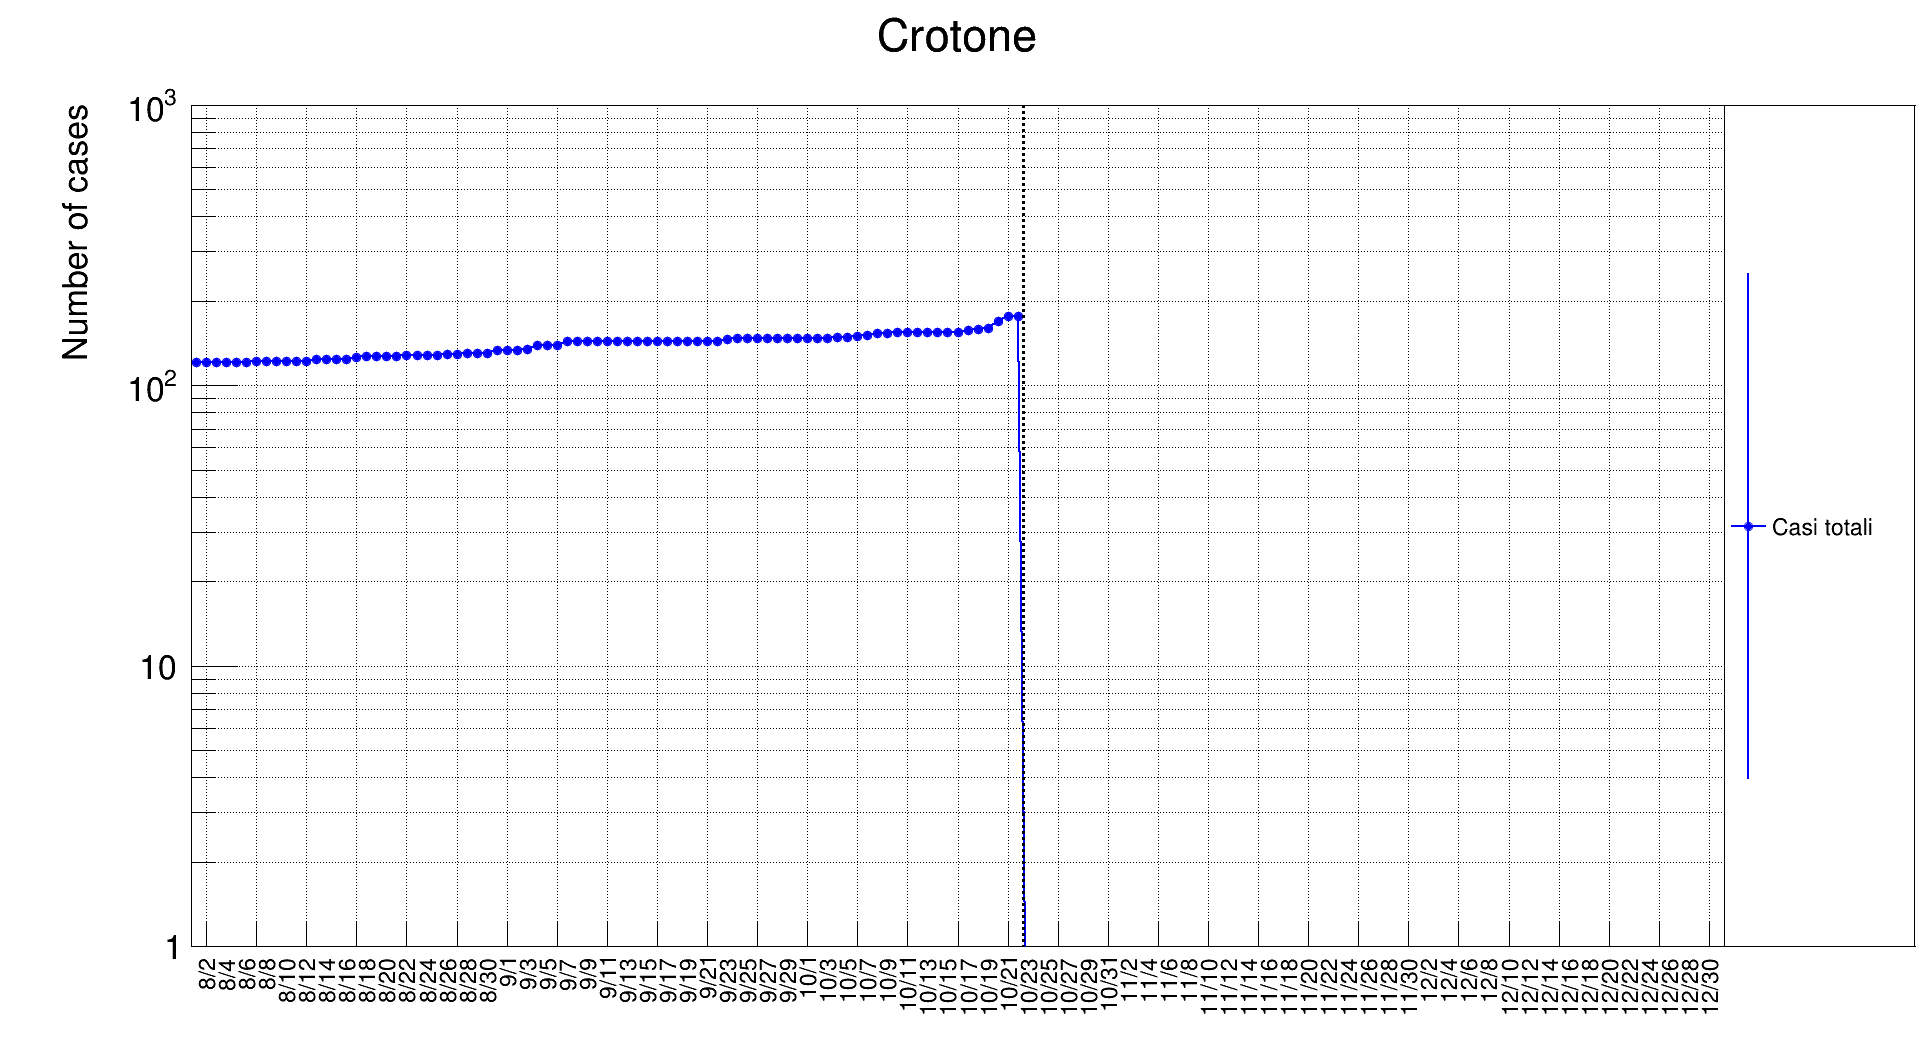 Crotone
Number of cases
10³
10²
10
1
8/2 8/4 8/6 8/8 8/10 8/12 8/14 8/16 8/18 8/20 8/22 8/24 8/26 8/28 8/30 9/1 9/3 9/5 9/7 9/9 9/11 9/13 9/15 9/17 9/19 9/21 9/23 9/25 9/27 9/29 10/1 10/3 10/5 10/7 10/9 10/11 10/13 10/15 10/17 10/19 10/21 10/23 10/25 10/27 10/29 10/31 11/2 11/4 11/6 11/8 11/10 11/12 11/14 11/16 11/18 11/20 11/22 11/24 11/26 11/28 11/30 12/2 12/4 12/6 12/8 12/10 12/12 12/14 12/16 12/18 12/20 12/22 12/24 12/26 12/28 12/30
Casi totali